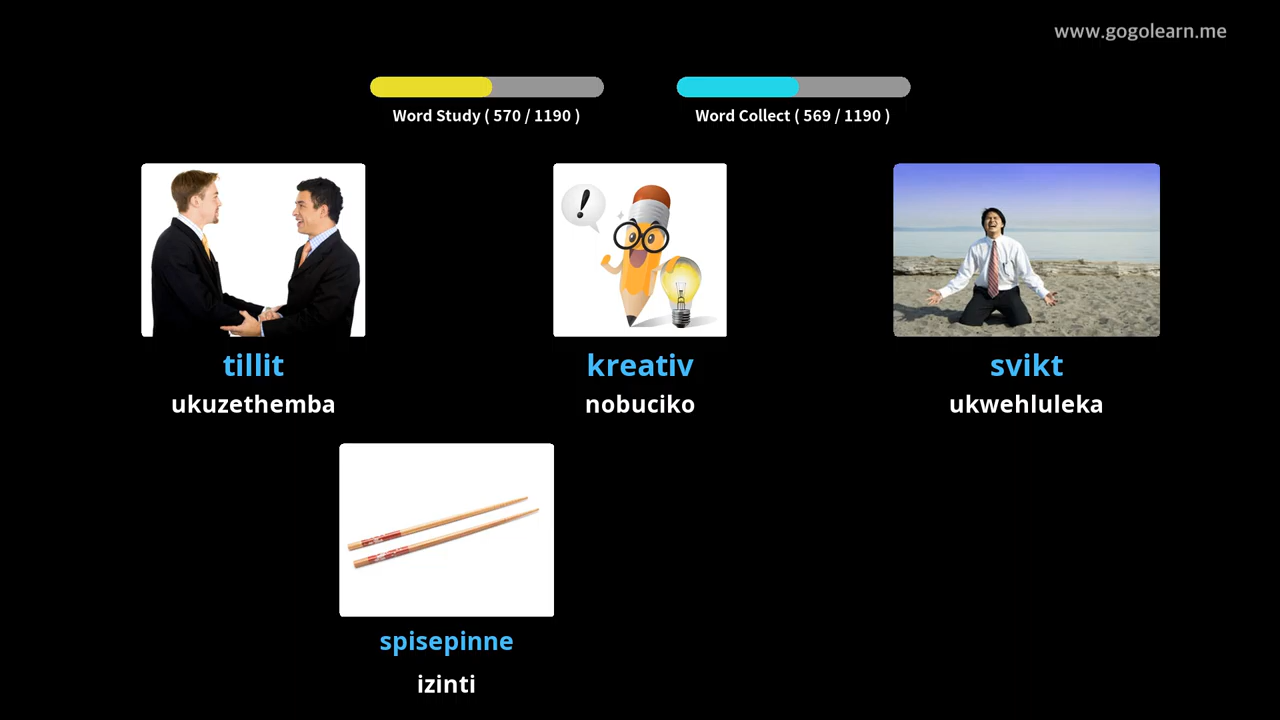 www.gogolearn.me
Word Study ( 570 / 1190 )
Word Collect ( 569 / 1190 )
!
tillit
ukuzethemba
kreativ
nobuciko
svikt
ukwehluleka
spisepinne
izinti